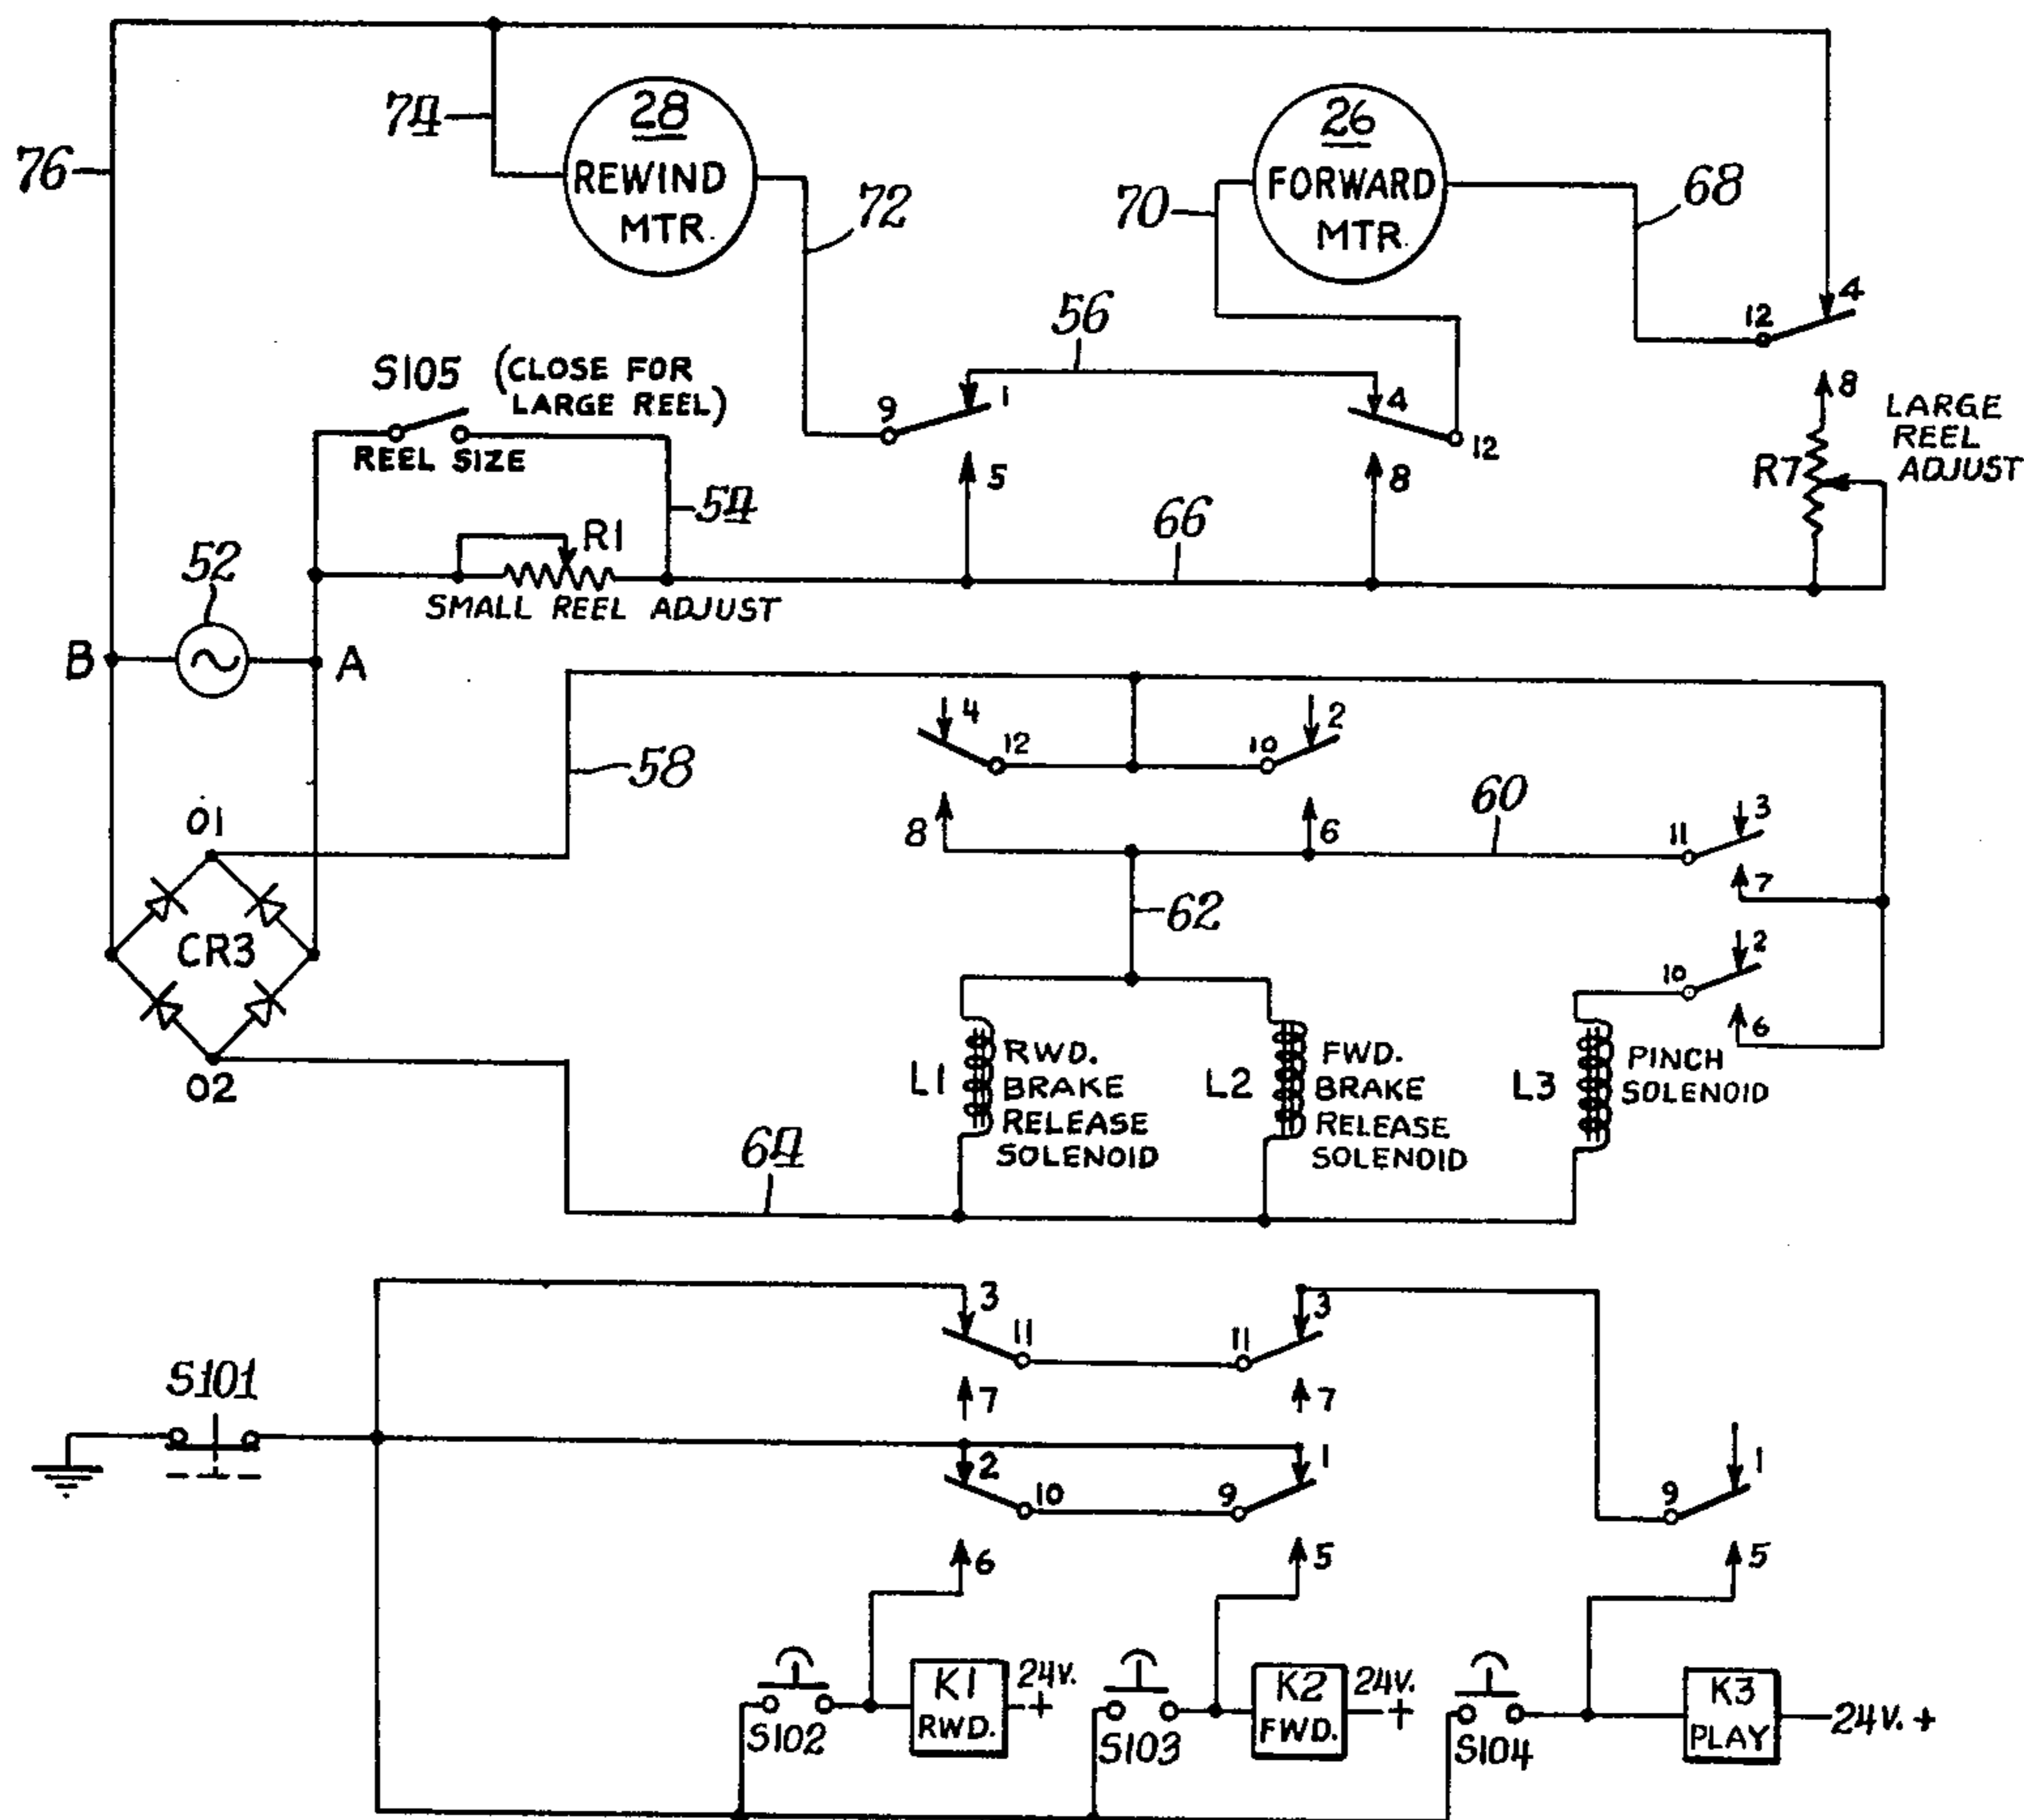 28
REWIND
MTR.
26
FORWARD
MTR.
74
76
72
70
68
56
4
12
S105 (CLOSE FOR
LARGE REEL)
REEL SIZE
9
1
4
12
8
LARGE
REEL
ADJUST
R7
5
8
54
66
R1
SMALL REEL ADJUST
52
B
A
4
12
10
2
58
8
6
60
11
3
7
62
01
CR3
02
2
10
6
L1
RWD.
BRAKE
RELEASE
SOLENOID
L2
FWD.
BRAKE
RELEASE
SOLENOID
L3
PINCH
SOLENOID
64
3
11
11
3
7
7
S101
2
10
9
1
9
1
6
5
5
S102
K1
RWD.
24V.
+
S103
K2
FWD.
24V.
+
S104
K3
PLAY
24V. +